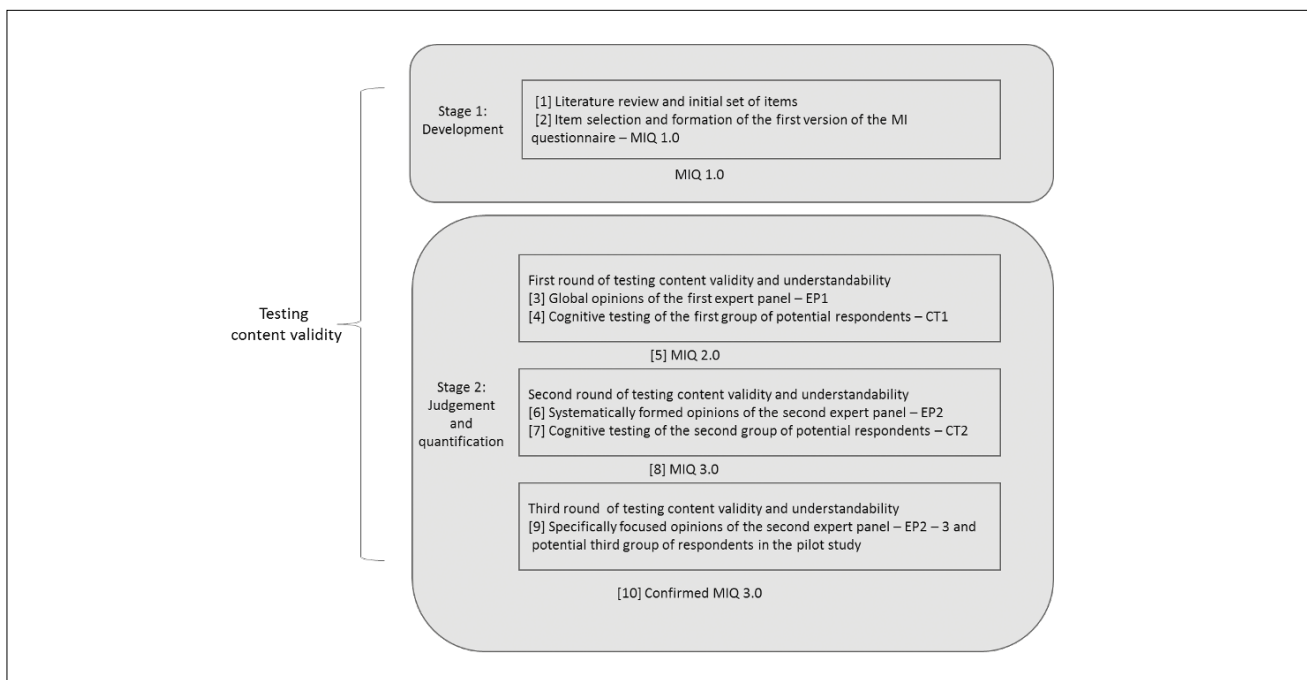 Testing
content validity
Stage 1:
Development
[1] Literature review and initial set of items
[2] Item selection and formation of the first version of the MI
questionnaire – MIQ 1.0
MIQ 1.0
Stage 2:
Judgement
and
quantification
First round of testing content validity and understandability
[3] Global opinions of the first expert panel – EP1
[4] Cognitive testing of the first group of potential respondents – CT1
[5] MIQ 2.0
Second round of testing content validity and understandability
[6] Systematically formed opinions of the second expert panel – EP2
[7] Cognitive testing of the second group of potential respondents – CT2
[8] MIQ 3.0
Third round of testing content validity and understandability
[9] Specifically focused opinions of the second expert panel – EP2 – 3 and
potential third group of respondents in the pilot study
[10] Confirmed MIQ 3.0